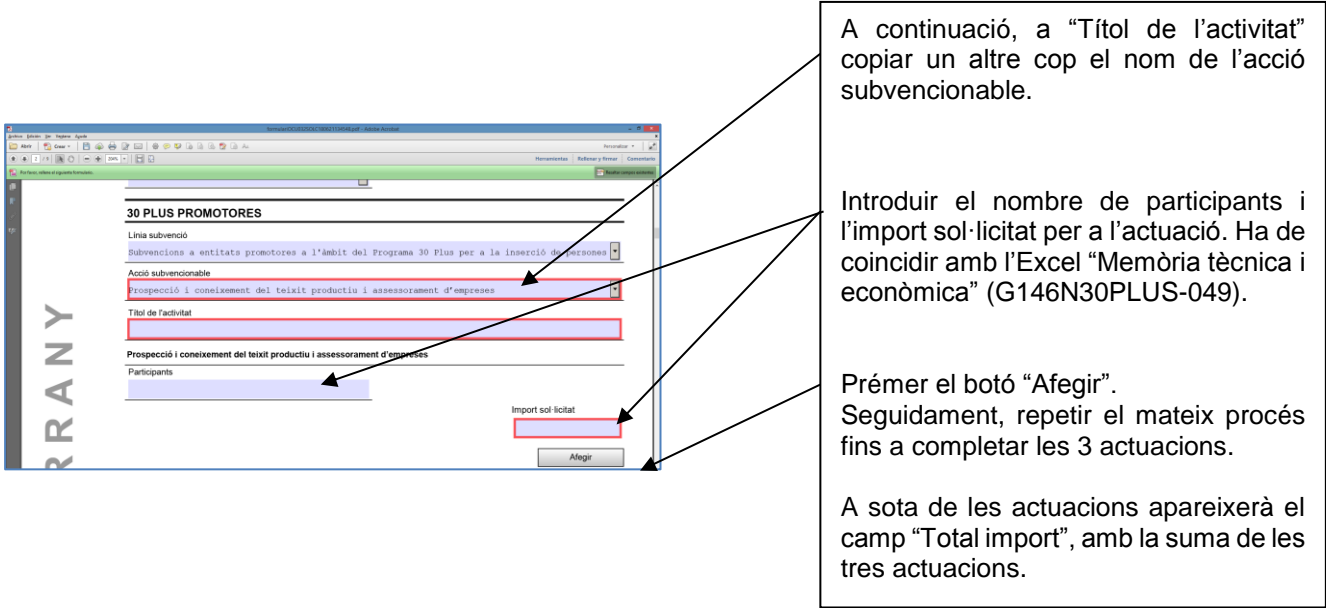 A continuació, a “Títol de l’activitat”
copiar un altre cop el nom de l’acció
subvencionable.
Introduir el nombre de participants i
l’import sol·licitat per a l’actuació. Ha de
coincidir amb l’Excel “Memòria tècnica i
econòmica” (G146N30PLUS-049).
Prémer el botó “Afegir”.
Seguidament, repetir el mateix procés
fins a completar les 3 actuacions.
A sota de les actuacions apareixerà el
camp “Total import”, amb la suma de les
tres actuacions.
Herramientas Rellenar y firmar Comentario
30 PLUS PROMOTORES
Línia subvenció
Subvencions a entitats promotores a l'àmbit del Programa 30 Plus per a la inserció de persones
Acció subvencionable
Prospecció i coneixement del teixit productiu i assessorament d’empreses
Títol de l'activitat
Prospecció i coneixement del teixit productiu i assessorament d’empreses
Participants
Import sol·licitat
Afegir
RRANY